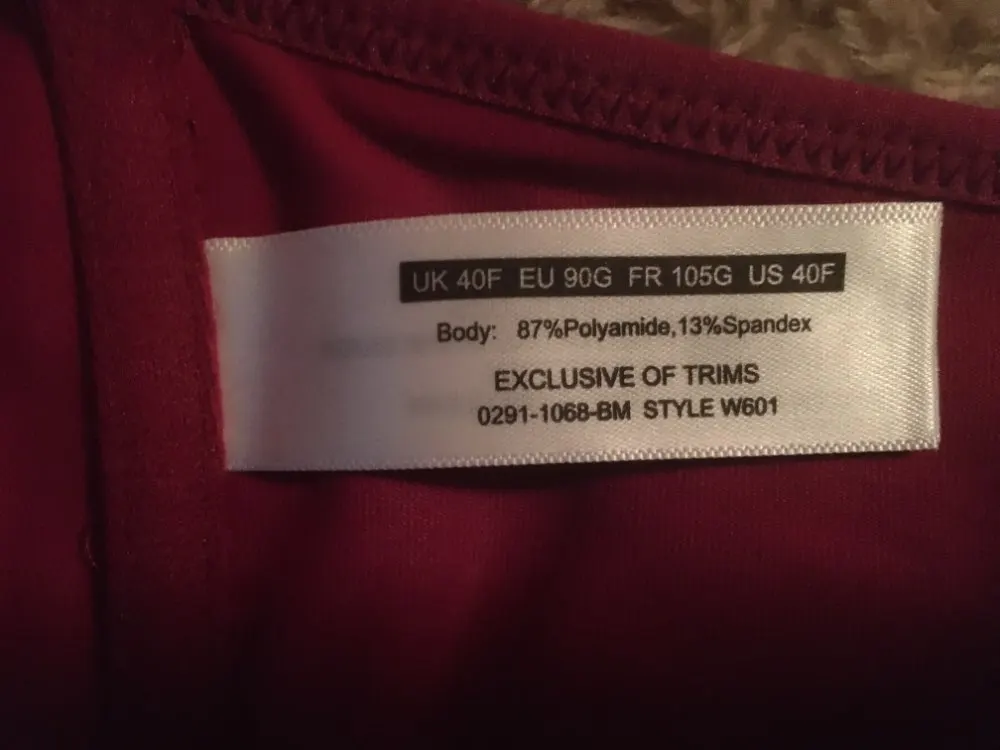 UK 40F EU 90G FR 105G US 40F
Body: 87%Polyamide,13%Spandex
EXCLUSIVE OF TRIMS
0291-1068-BM STYLE W601